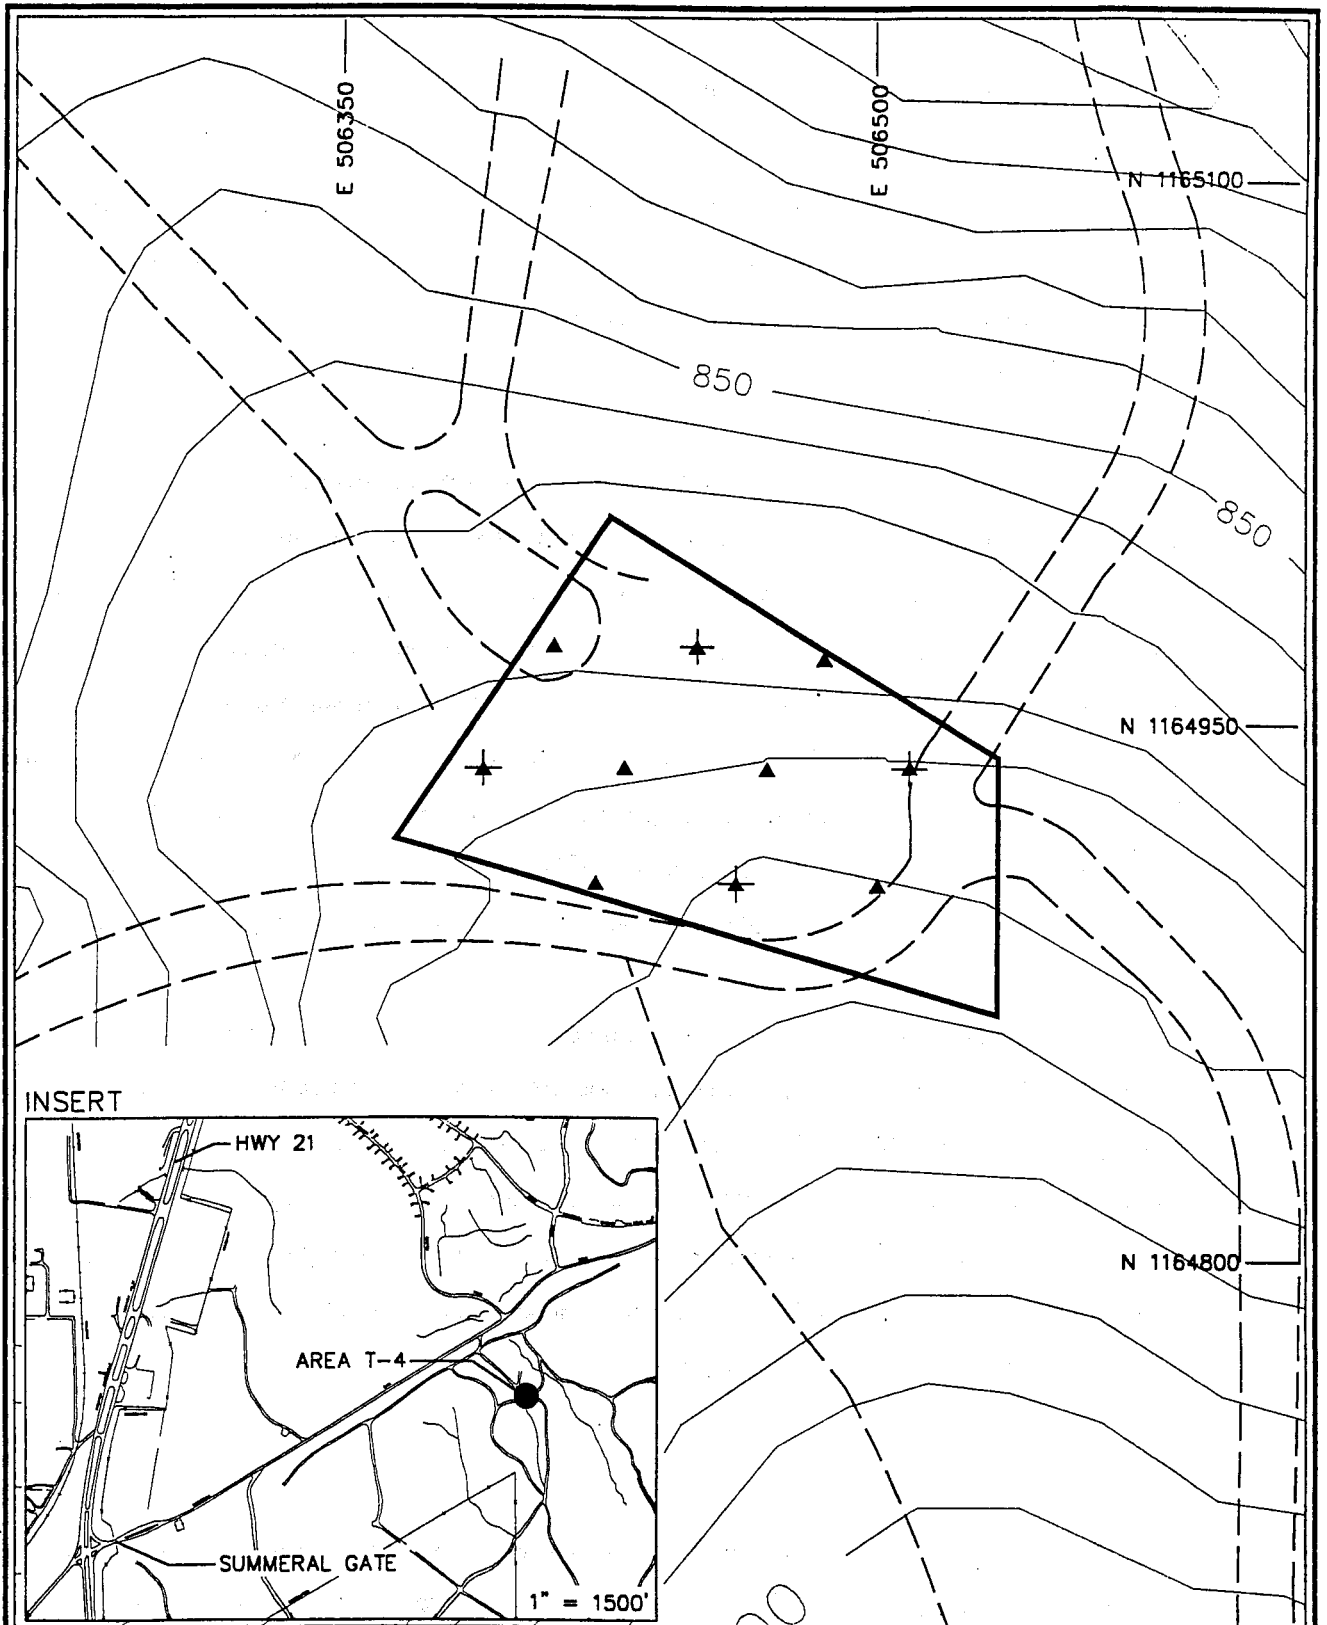 E 506350
E 506500
N 1165100
850
850
N 1164950
INSERT
HWY 21
N 1164800
AREA T-4
SUMMERAL GATE
1" = 1500'